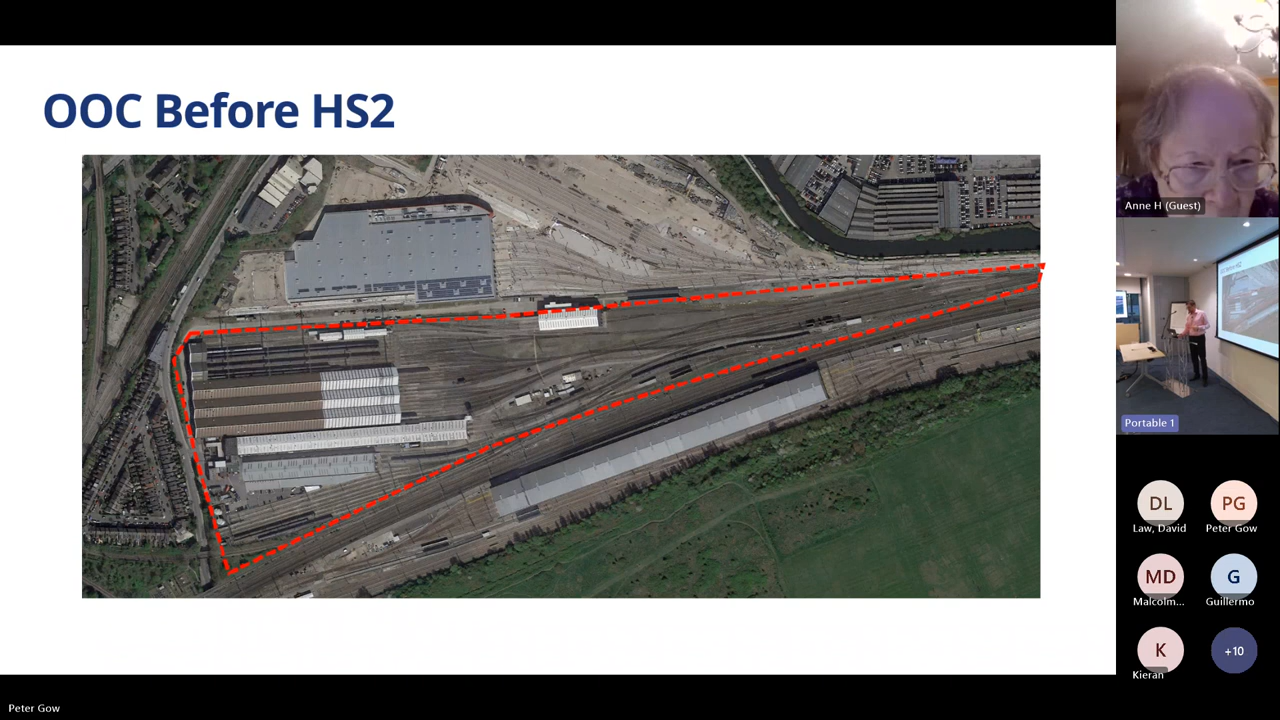 OOC Before HS2
Anne H (Guest)
Portable 1
DL
Law, David
PG
Peter Gow
MD
Malcolm...
G
Guillermo
K
Kieran
+10
Peter Gow